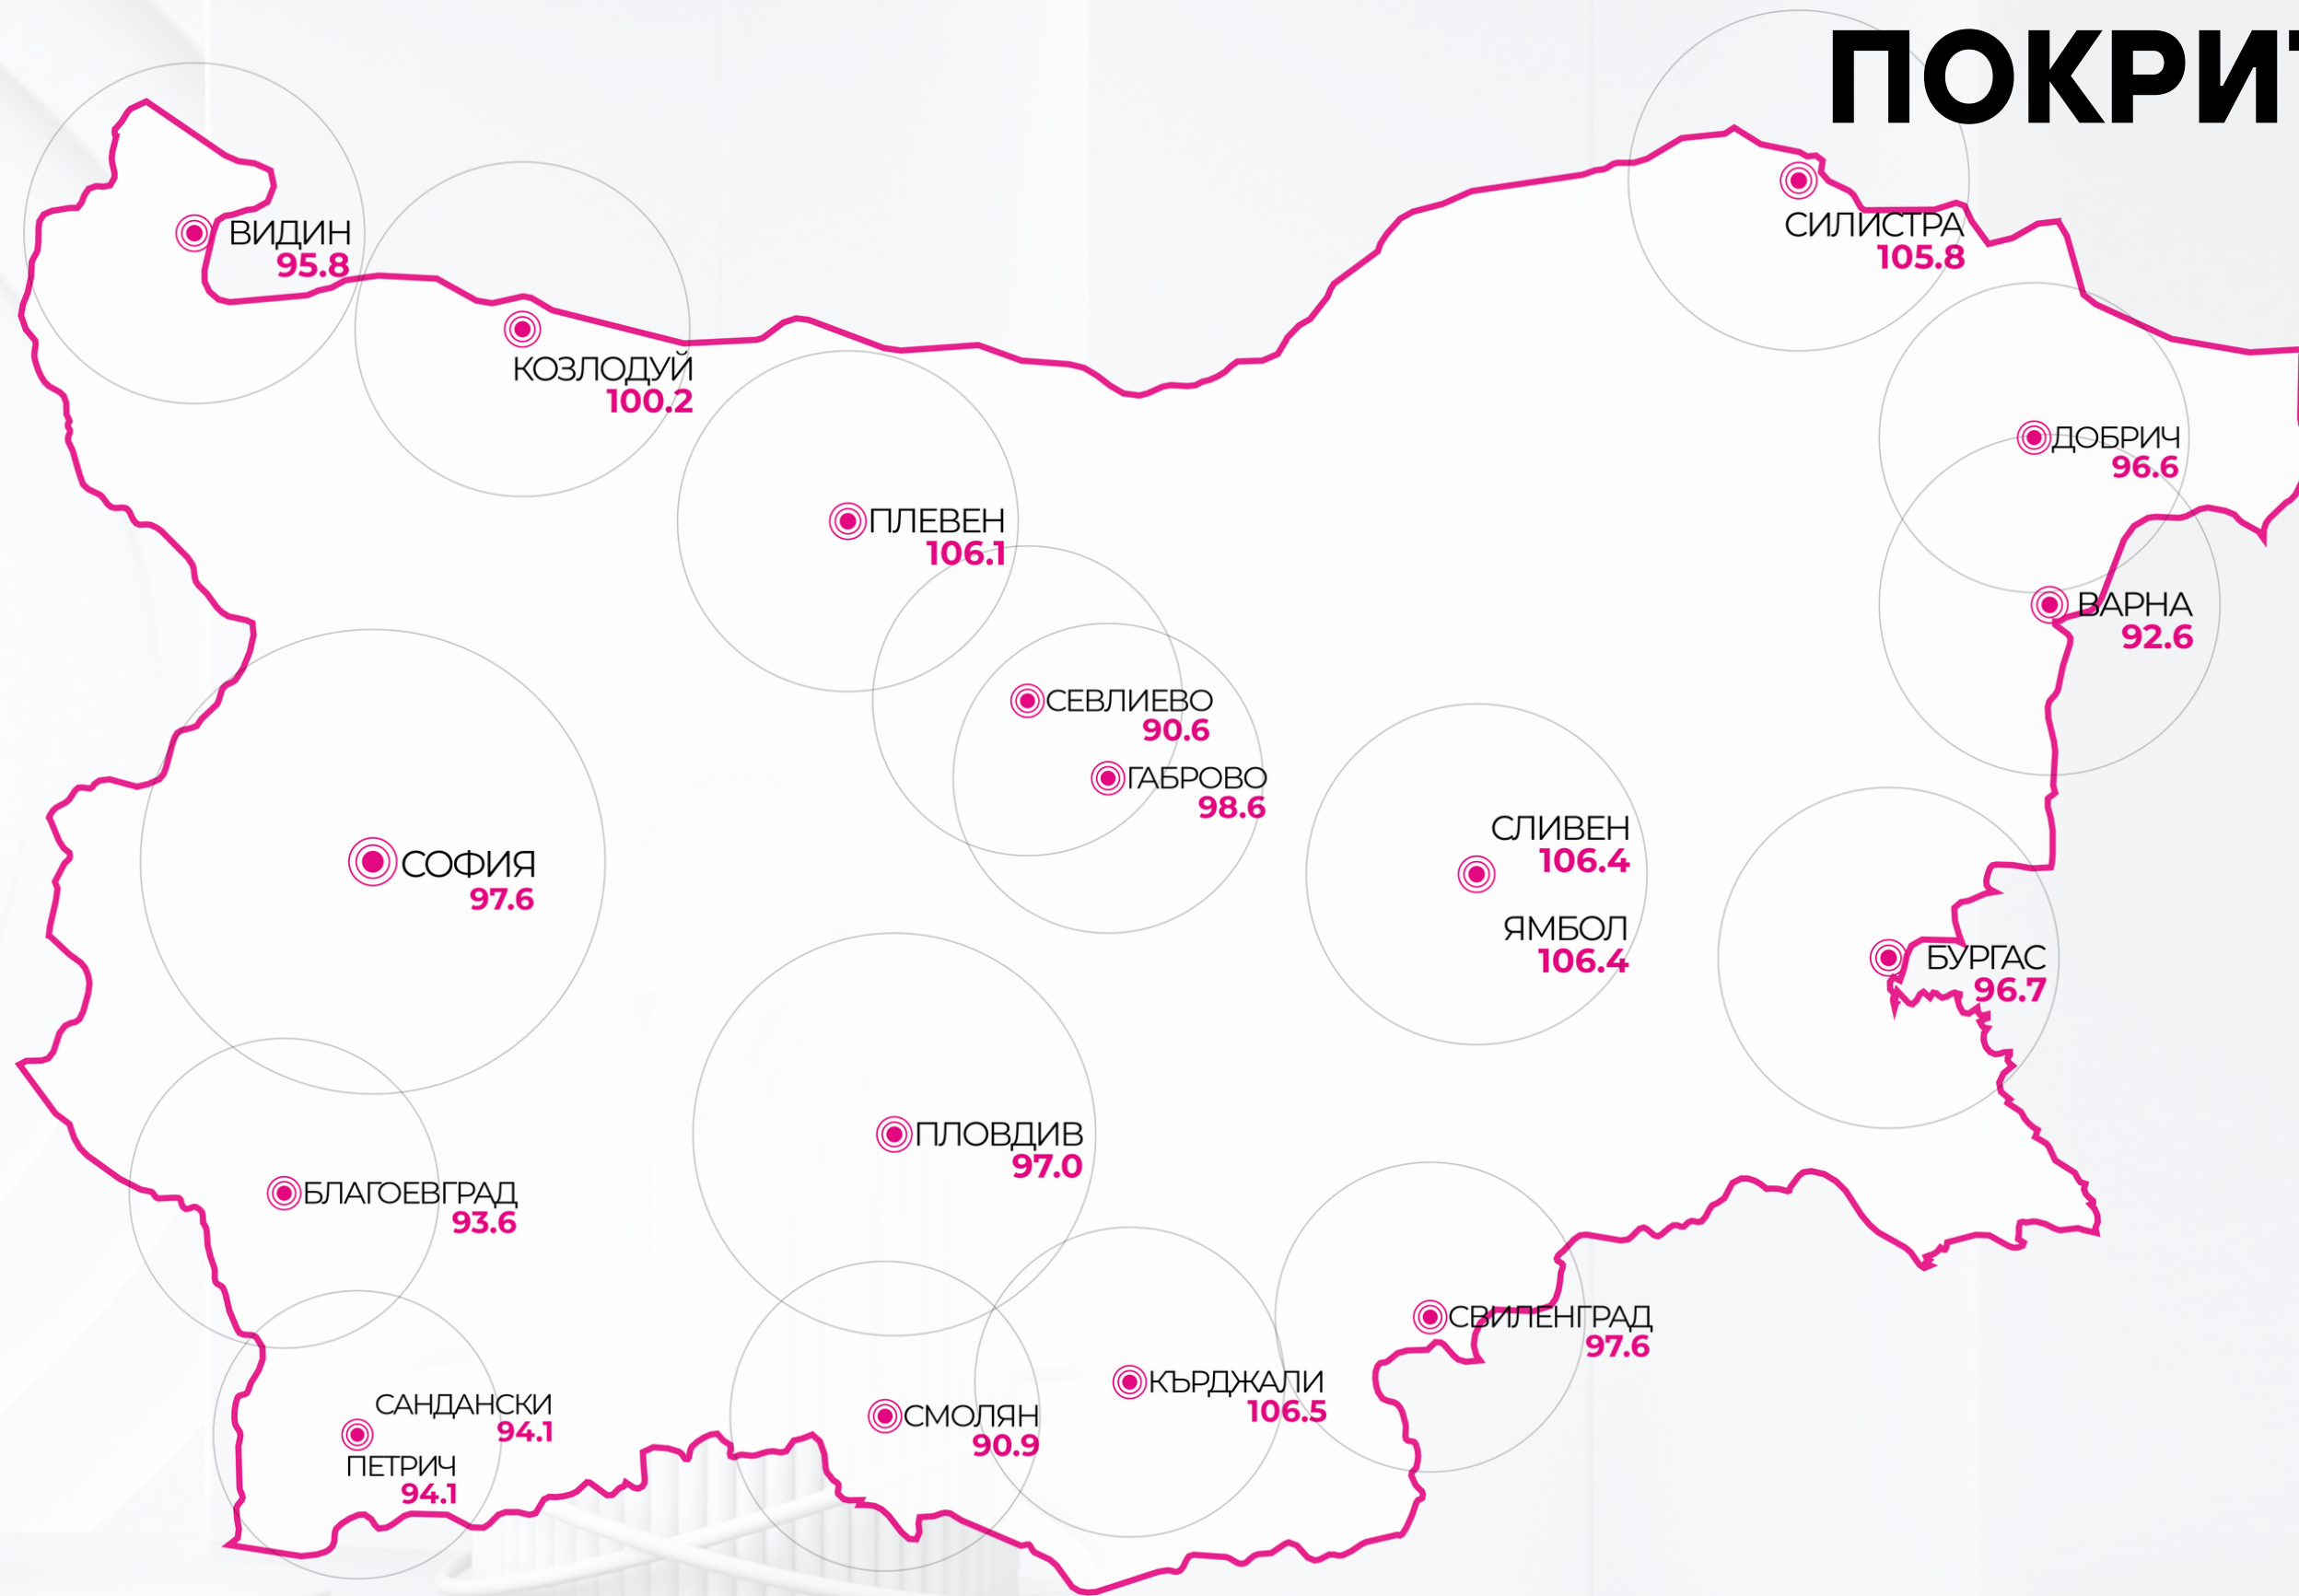 ПОКРИТ
ВИДИН
95.8
СИЛИСТРА
105.8
КОЗЛОДУЙ
100.2
ДОБРИЧ
96.6
ПЛЕВЕН
106.1
ВАРНА
92.6
СЕВЛИЕВО
90.6
ГАБРОВО
98.6
СЛИВЕН
106.4
СОФИЯ
97.6
ЯМБОЛ
106.4
БУРГАС
96.7
ПЛОВДИВ
97.0
БЛАГОЕВГРАД
93.6
СВИЛЕНГРАД
97.6
КЪРДЖАЛИ
106.5
САНДАНСКИ
94.1
СМОЛЯН
90.9
ПЕТРИЧ
94.1